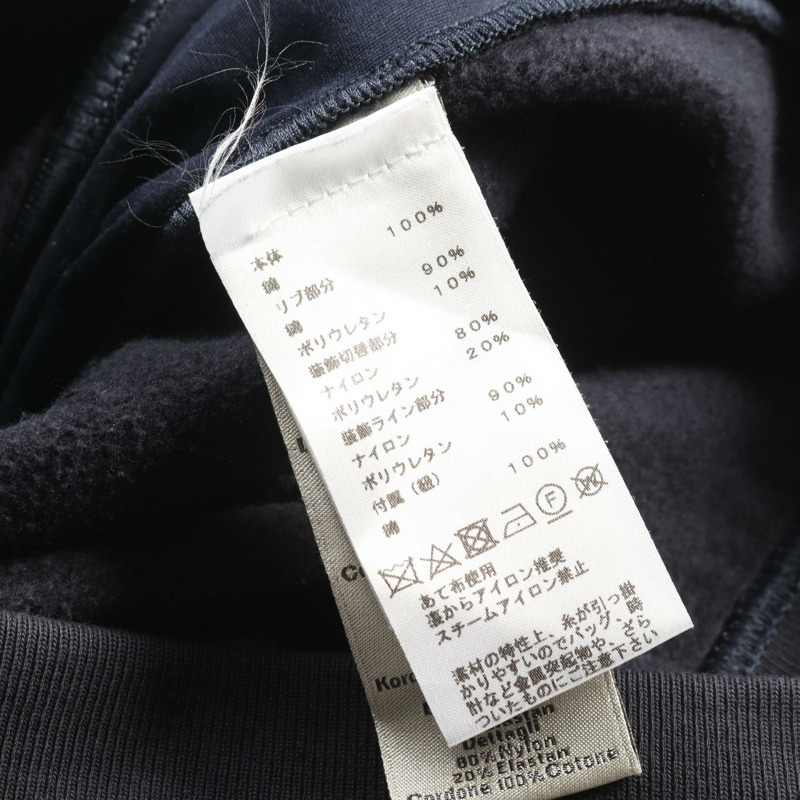 本体
綿 100%
リブ部分
綿 90%
ポリウレタン 10%
装飾切替部分
ナイロン 80%
ポリウレタン 20%
装飾ライン部分
ナイロン 90%
ポリウレタン 10%
付属（紐）
綿 100%
F
W
あて布使用
裏からアイロン推奨
スチームアイロン禁止
素材の特性上、糸が引っ掛
かりやすいのでバッグ、時
計など金属突起物や、ざら
ついたものにご注意下さい
Kord
Elastan
Dettagli
80% Nylon
20% Elastan
Cordone 100% Cotone